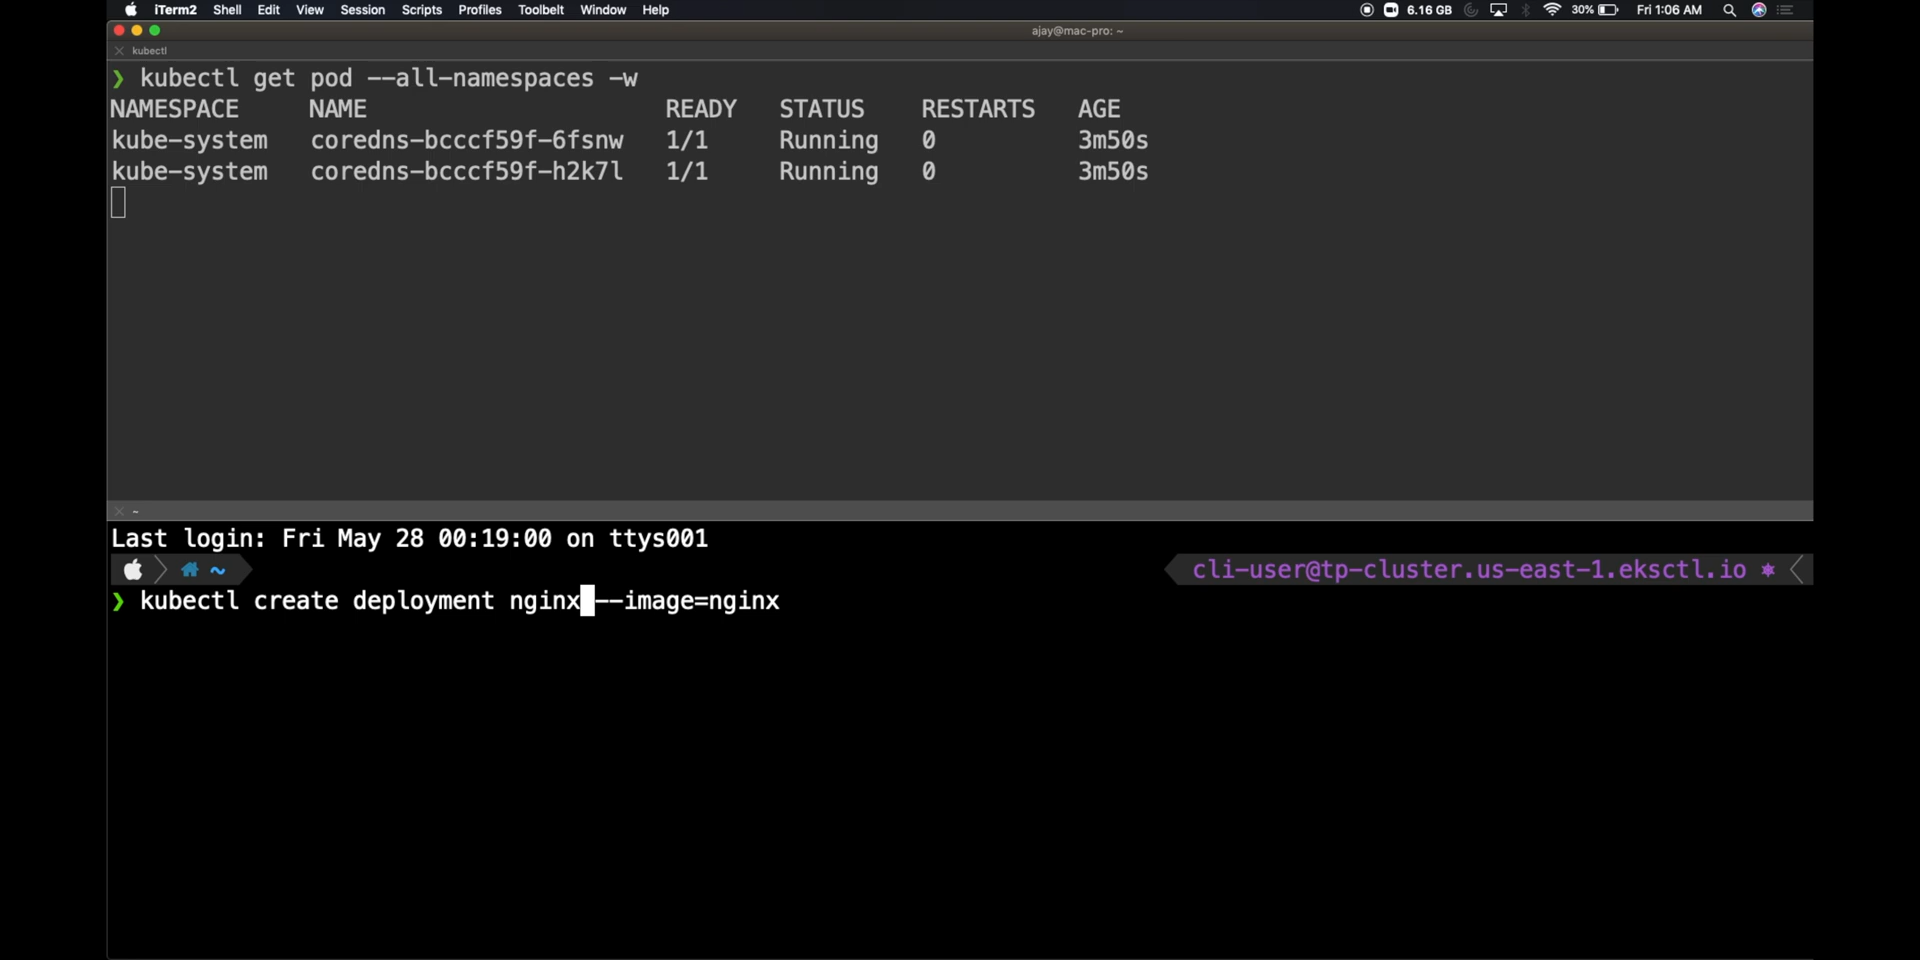 iTerm2 Shell Edit View Session Scripts Profiles Toolbelt Window Help 6.16 GB 30% Fri 1:06 AM
ajay@mac-pro: ~
kubectl
❯ kubectl get pod --all-namespaces -w
NAMESPACE NAME READY STATUS RESTARTS AGE
kube-system coredns-bcccf59f-6fsnw 1/1 Running 0 3m50s
kube-system coredns-bcccf59f-h2k7l 1/1 Running 0 3m50s
~
Last login: Fri May 28 00:19:00 on ttys001
~ cli-user@tp-cluster.us-east-1.eksctl.io
❯ kubectl create deployment nginx --image=nginx